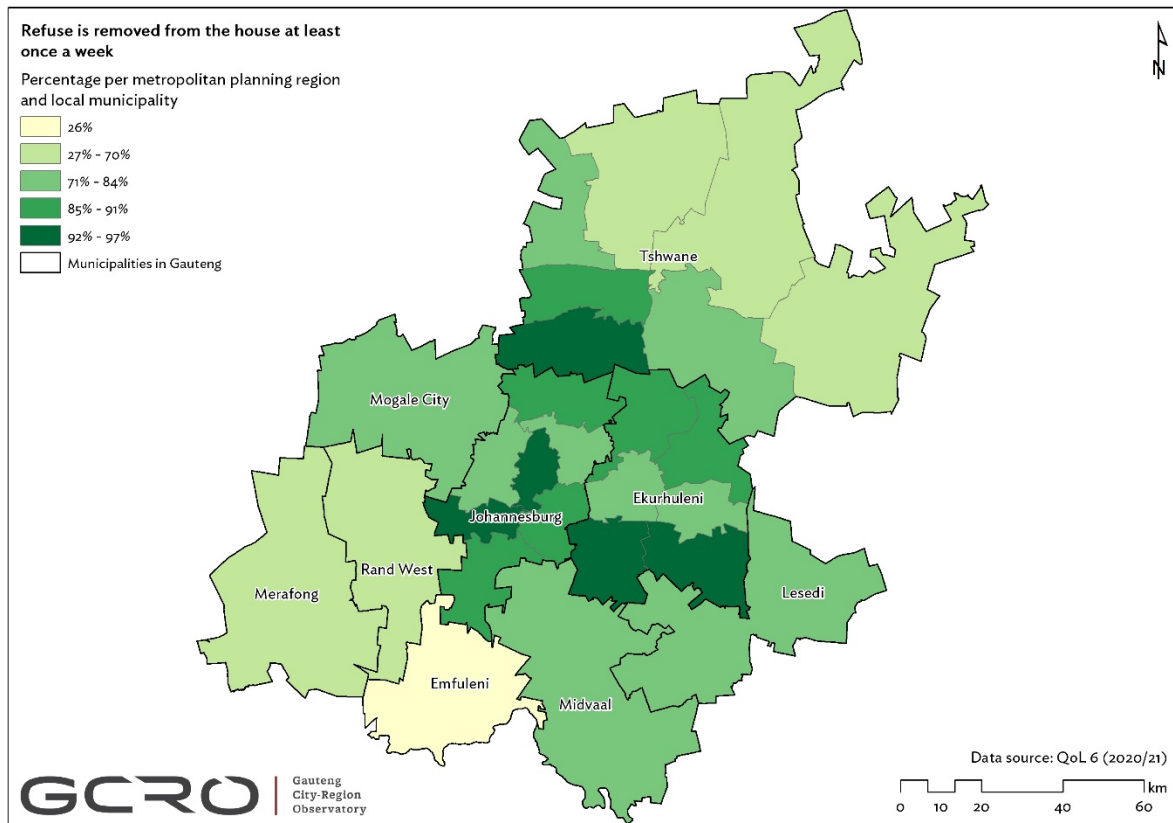 Refuse is removed from the house at least
once a week
Percentage per metropolitan planning region
and local municipality
26%
27% - 70%
71% - 84%
85% - 91%
92% - 97%
Municipalities in Gauteng
N
Tshwane
Mogale City
Johannesburg
Ekurhuleni
Rand West
Merafong
Lesedi
Emfuleni
Midvaal
GCRO
Gauteng
City-Region
Observatory
Data source: QoL 6 (2020/21)
km
0 10 20 40 60